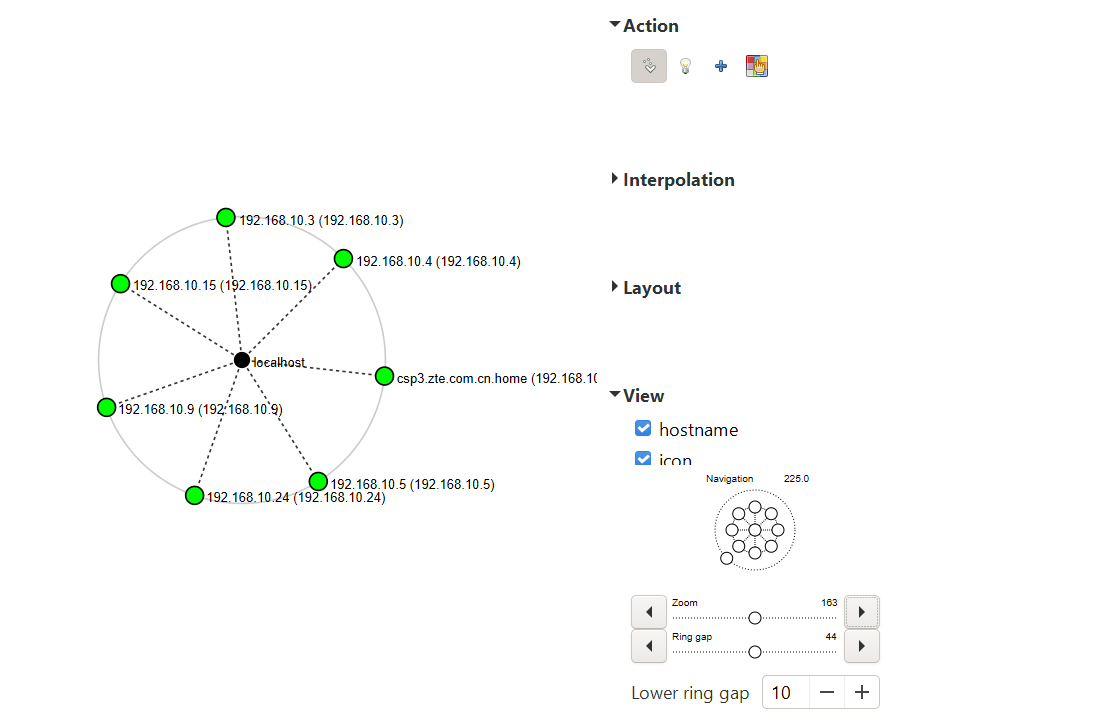 Action
Interpolation
Layout
View
hostname
icon
Navigation 225.0
Zoom 163
Ring gap 44
Lower ring gap 10
192.168.10.3 (192.168.10.3)
192.168.10.4 (192.168.10.4)
192.168.10.15 (192.168.10.15)
localhost
csp3.zte.com.cn.home (192.168.10
192.168.10.9 (192.168.10.9)
192.168.10.5 (192.168.10.5)
192.168.10.24 (192.168.10.24)